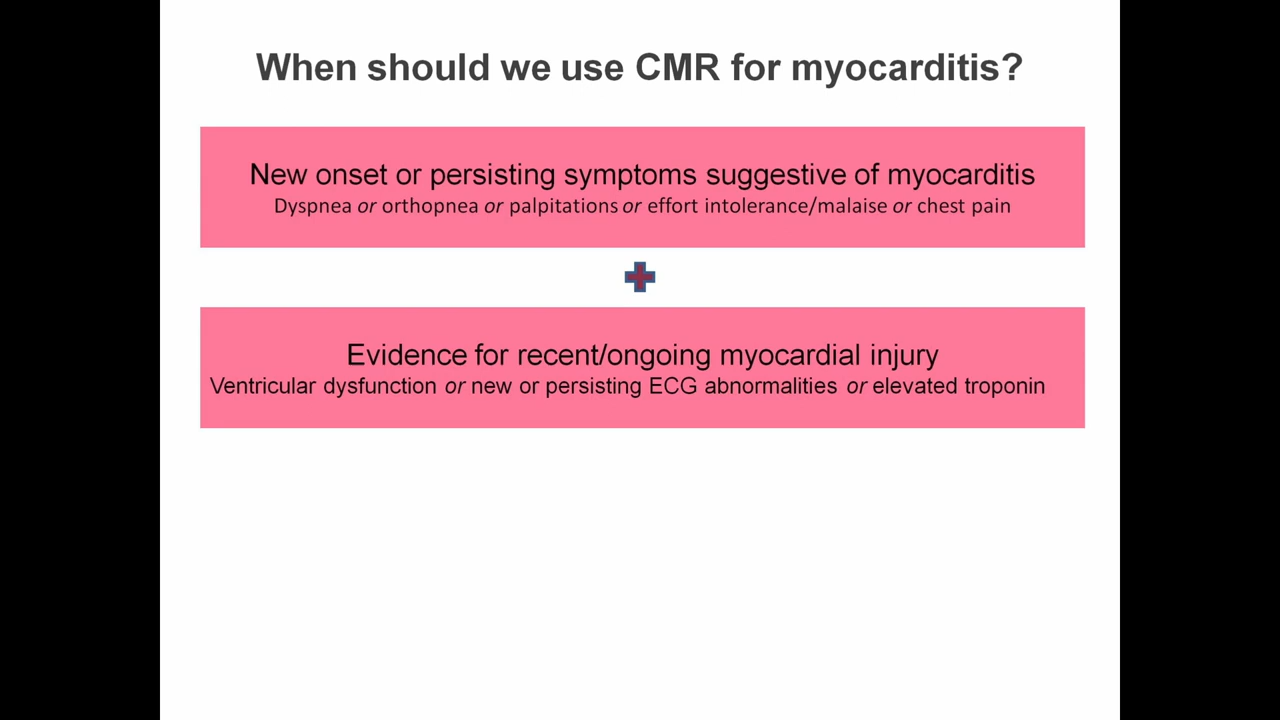 When should we use CMR for myocarditis?
New onset or persisting symptoms suggestive of myocarditis
Dyspnea or orthopnea or palpitations or effort intolerance/malaise or chest pain
Evidence for recent/ongoing myocardial injury
Ventricular dysfunction or new or persisting ECG abnormalities or elevated troponin